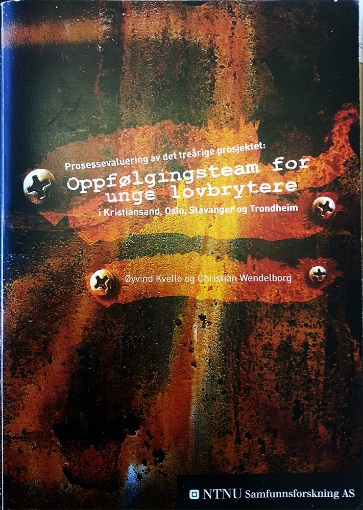 Prosessevaluering av det treårige prosjektet:
Oppfølgingsteam for
unge lovbrytere
i Kristiansand, Oslo, Stavanger og Trondheim
Øyvind Kvello og Christian Wendelborg
NTNU Samfunnsforskning AS